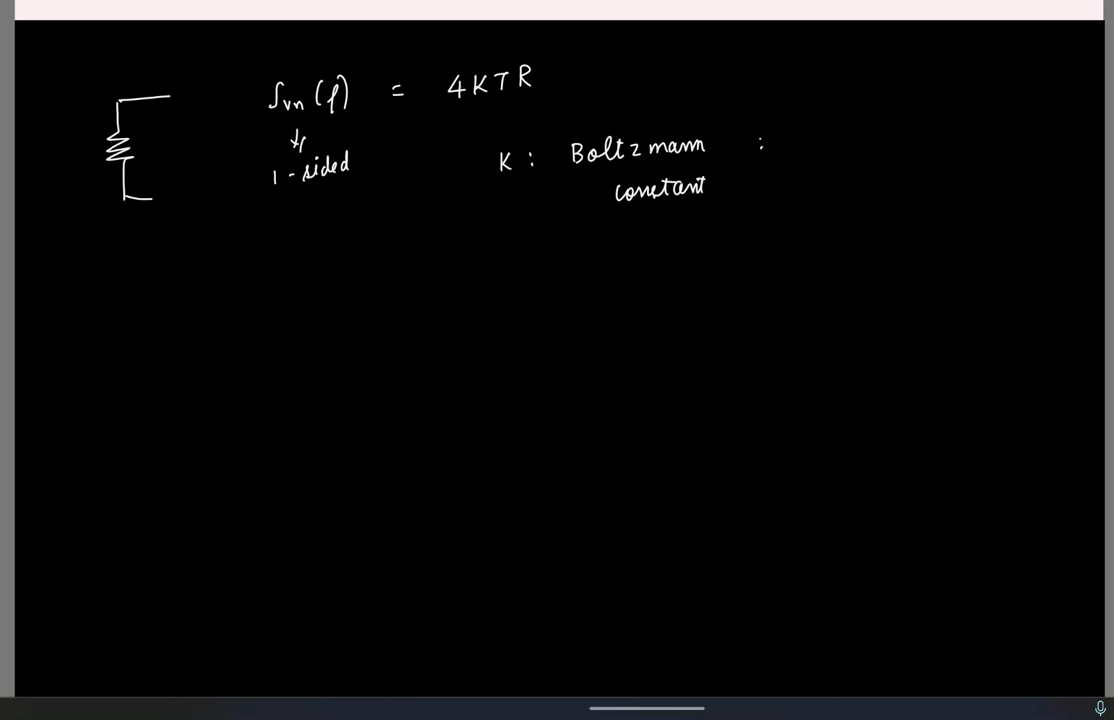 Svn (f) = 4KTR
1-sided
K : Boltzmann :
constant